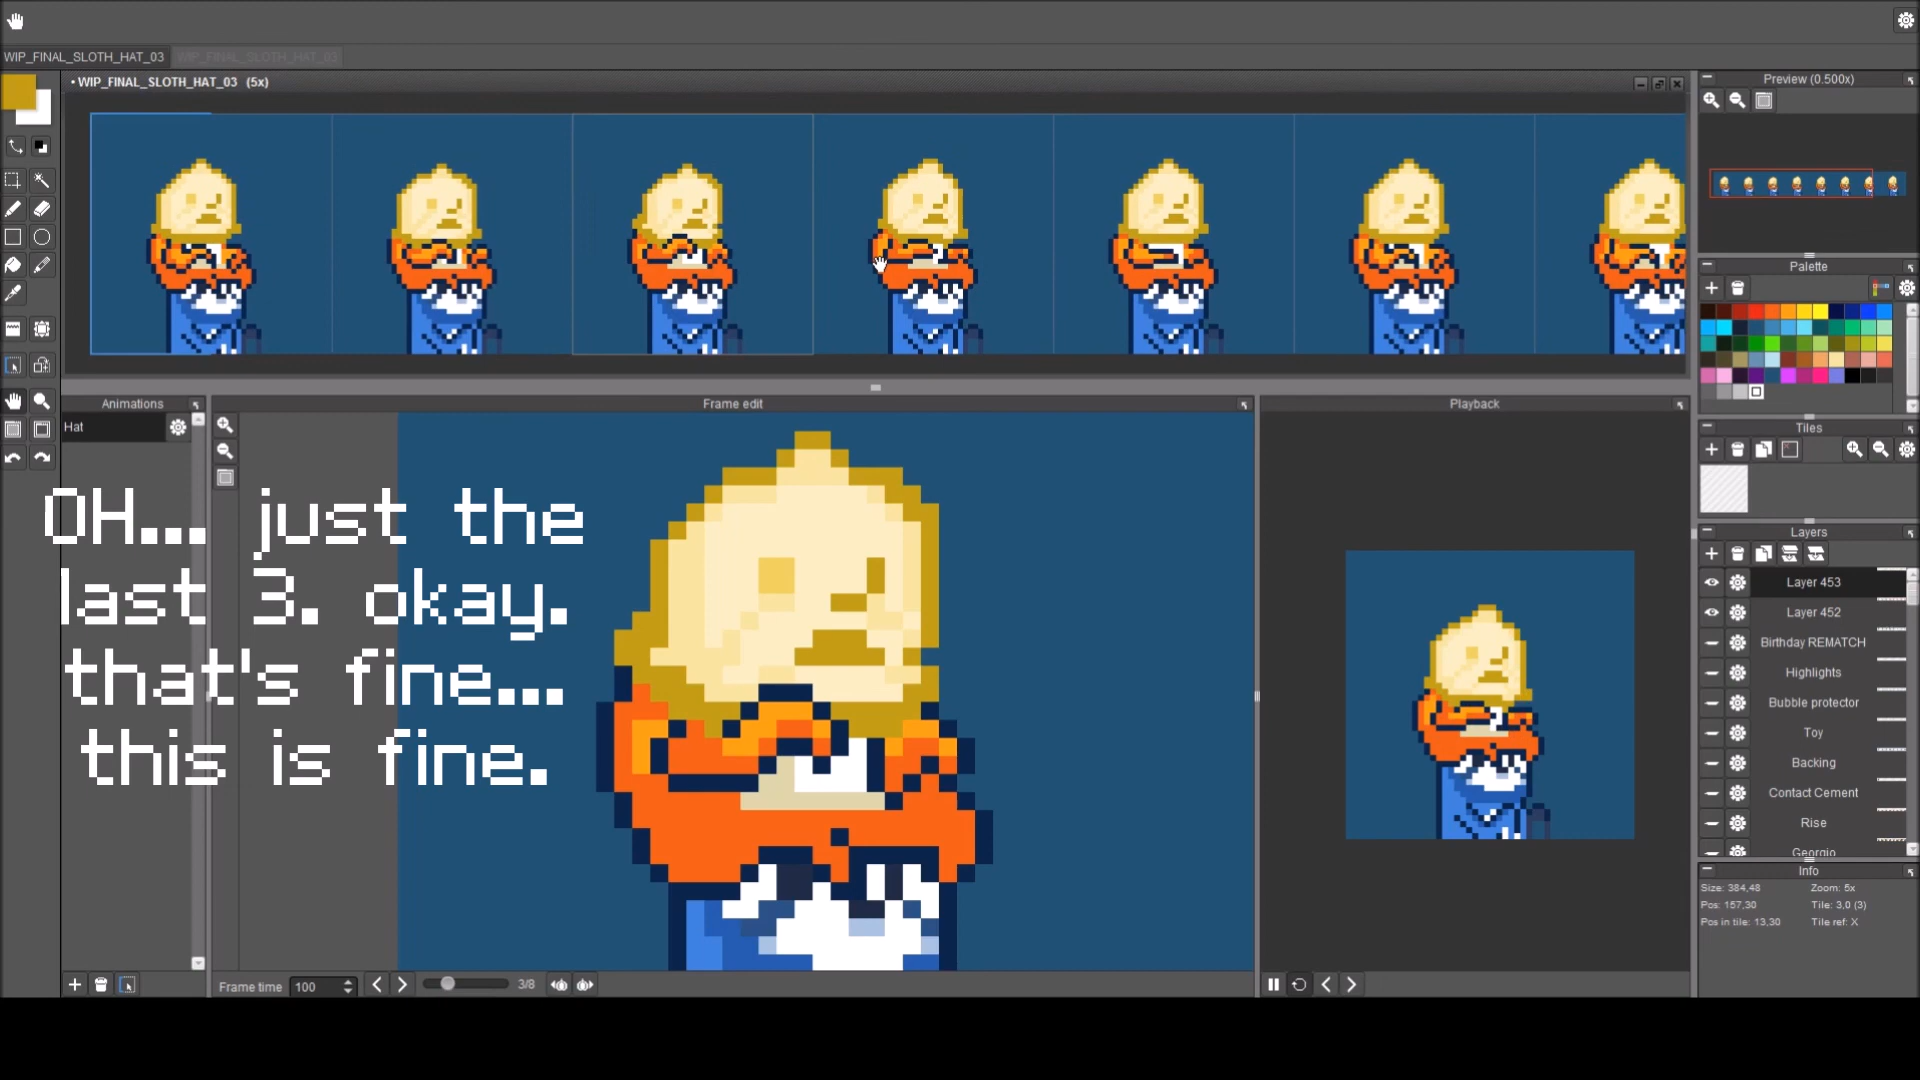 WIP_FINAL_SLOTH_HAT_03
WIP_FINAL_SLOTH_HAT_03
• WIP_FINAL_SLOTH_HAT_03 (5x)
Preview (0.500x)
Palette
Animations
Frame edit
Playback
Tiles
Hat
OH... just the
last 3. okay.
that's fine...
this is fine.
Layers
Layer 453
Layer 452
Birthday REMATCH
Highlights
Bubble protector
Toy
Backing
Contact Cement
Rise
Georgio
Info
Size: 384,48
Zoom: 5x
Pos: 157,30
Tile: 3,0 (3)
Pos in tile: 13,30
Tile ref: X
Frame time 100
3/8